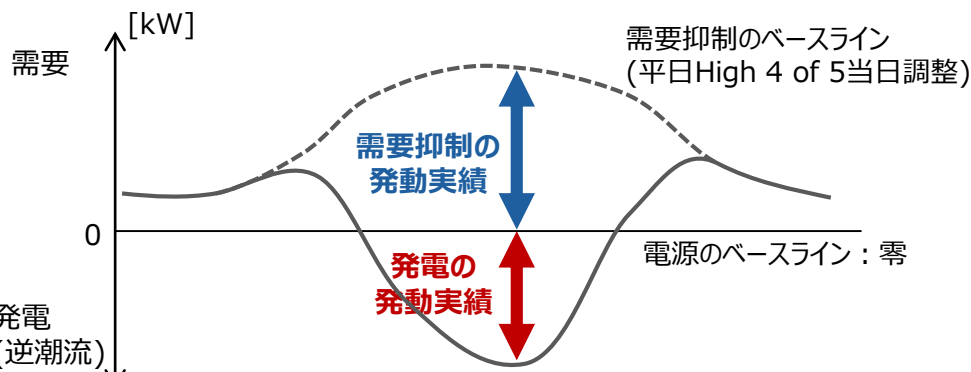 [kW]
需要
需要抑制のベースライン
(平日High 4 of 5当日調整)
需要抑制の
発動実績
0
電源のベースライン：零
発電の
発動実績
発電
(逆潮流)